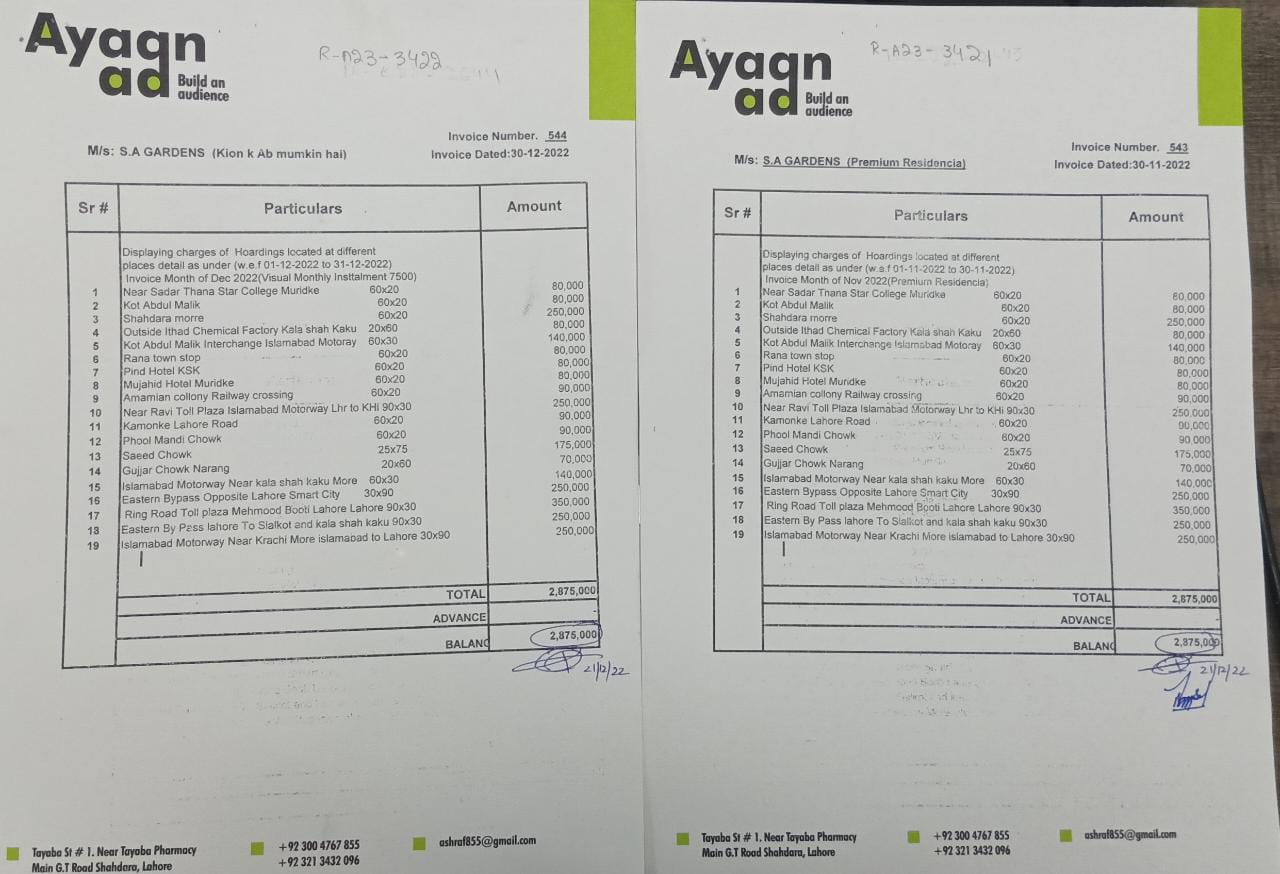 Ayaan
ad Build an
audience
R-A23-3422
Invoice Number. 544
M/s: S.A GARDENS (Kion k Ab mumkin hai)
Invoice Dated:30-12-2022
Sr # Particulars Amount
Displaying charges of Hoardings located at different
places detail as under (w.e.f 01-12-2022 to 31-12-2022)
Invoice Month of Dec 2022(Visual Monthly Insttalment 7500)
1 Near Sadar Thana Star College Muridke 60x20 80,000
2 Kot Abdul Malik 60x20 80,000
3 Shahdara morre 60x20 250,000
4 Outside Ithad Chemical Factory Kala shah Kaku 20x60 80,000
5 Kot Abdul Malik Interchange Islamabad Motoray 60x30 140,000
6 Rana town stop 60x20 80,000
7 Pind Hotel KSK 60x20 80,000
8 Mujahid Hotel Muridke 60x20 80,000
9 Amamian collony Railway crossing 60x20 90,000
10 Near Ravi Toll Plaza Islamabad Motorway Lhr to KHi 90x30 250,000
11 Kamonke Lahore Road 60x20 90,000
12 Phool Mandi Chowk 60x20 90,000
13 Saeed Chowk 25x75 175,000
14 Gujjar Chowk Narang 20x60 70,000
15 Islamabad Motorway Near kala shah kaku More 60x30 140,000
16 Eastern Bypass Opposite Lahore Smart City 30x90 250,000
17 Ring Road Toll plaza Mehmood Booti Lahore Lahore 90x30 350,000
18 Eastern By Pass lahore To Sialkot and kala shah kaku 90x30 250,000
19 Islamabad Motorway Near Krachi More islamabad to Lahore 30x90 250,000
TOTAL 2,875,000
ADVANCE -
BALANC 2,875,000
21/12/22
Tayaba St # 1. Near Tayaba Pharmacy
Main G.T Road Shahdara, Lahore
+92 300 4767 855
+92 321 3432 096
ashraf855@gmail.com
Ayaan
ad Build an
audience
R-A23-3421
Invoice Number. 543
M/s: S.A GARDENS (Premium Residencia)
Invoice Dated:30-11-2022
Sr # Particulars Amount
Displaying charges of Hoardings located at different
places detail as under (w.e.f 01-11-2022 to 30-11-2022)
Invoice Month of Nov 2022(Premium Residencia)
1 Near Sadar Thana Star College Muridke 60x20 80,000
2 Kot Abdul Malik 60x20 80,000
3 Shahdara morre 60x20 250,000
4 Outside Ithad Chemical Factory Kala shah Kaku 20x60 80,000
5 Kot Abdul Malik Interchange Islamabad Motoray 60x30 140,000
6 Rana town stop 60x20 80,000
7 Pind Hotel KSK 60x20 80,000
8 Mujahid Hotel Muridke 60x20 80,000
9 Amamian collony Railway crossing 60x20 90,000
10 Near Ravi Toll Plaza Islamabad Motorway Lhr to KHi 90x30 250,000
11 Kamonke Lahore Road 60x20 90,000
12 Phool Mandi Chowk 60x20 90,000
13 Saeed Chowk 25x75 175,000
14 Gujjar Chowk Narang 20x60 70,000
15 Islamabad Motorway Near kala shah kaku More 60x30 140,000
16 Eastern Bypass Opposite Lahore Smart City 30x90 250,000
17 Ring Road Toll plaza Mehmood Booti Lahore Lahore 90x30 350,000
18 Eastern By Pass lahore To Sialkot and kala shah kaku 90x30 250,000
19 Islamabad Motorway Near Krachi More islamabad to Lahore 30x90 250,000
TOTAL 2,875,000
ADVANCE -
BALANC 2,875,000
21/12/22
Tayaba St # 1. Near Tayaba Pharmacy
Main G.T Road Shahdara, Lahore
+92 300 4767 855
+92 321 3432 096
ashraf855@gmail.com